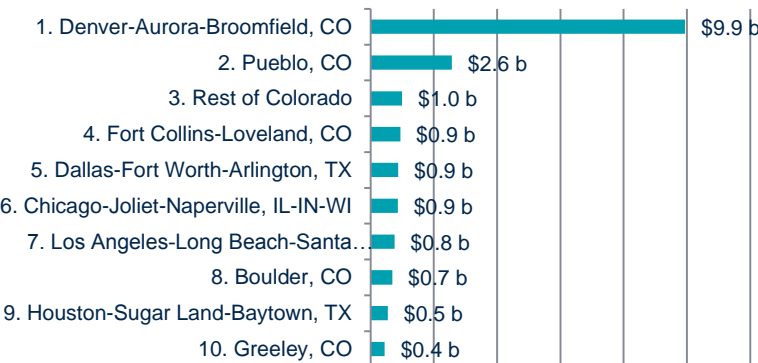 1. Denver-Aurora-Broomfield, CO $9.9 b
2. Pueblo, CO $2.6 b
3. Rest of Colorado $1.0 b
4. Fort Collins-Loveland, CO $0.9 b
5. Dallas-Fort Worth-Arlington, TX $0.9 b
6. Chicago-Joliet-Naperville, IL-IN-WI $0.9 b
7. Los Angeles-Long Beach-Santa… $0.8 b
8. Boulder, CO $0.7 b
9. Houston-Sugar Land-Baytown, TX $0.5 b
10. Greeley, CO $0.4 b